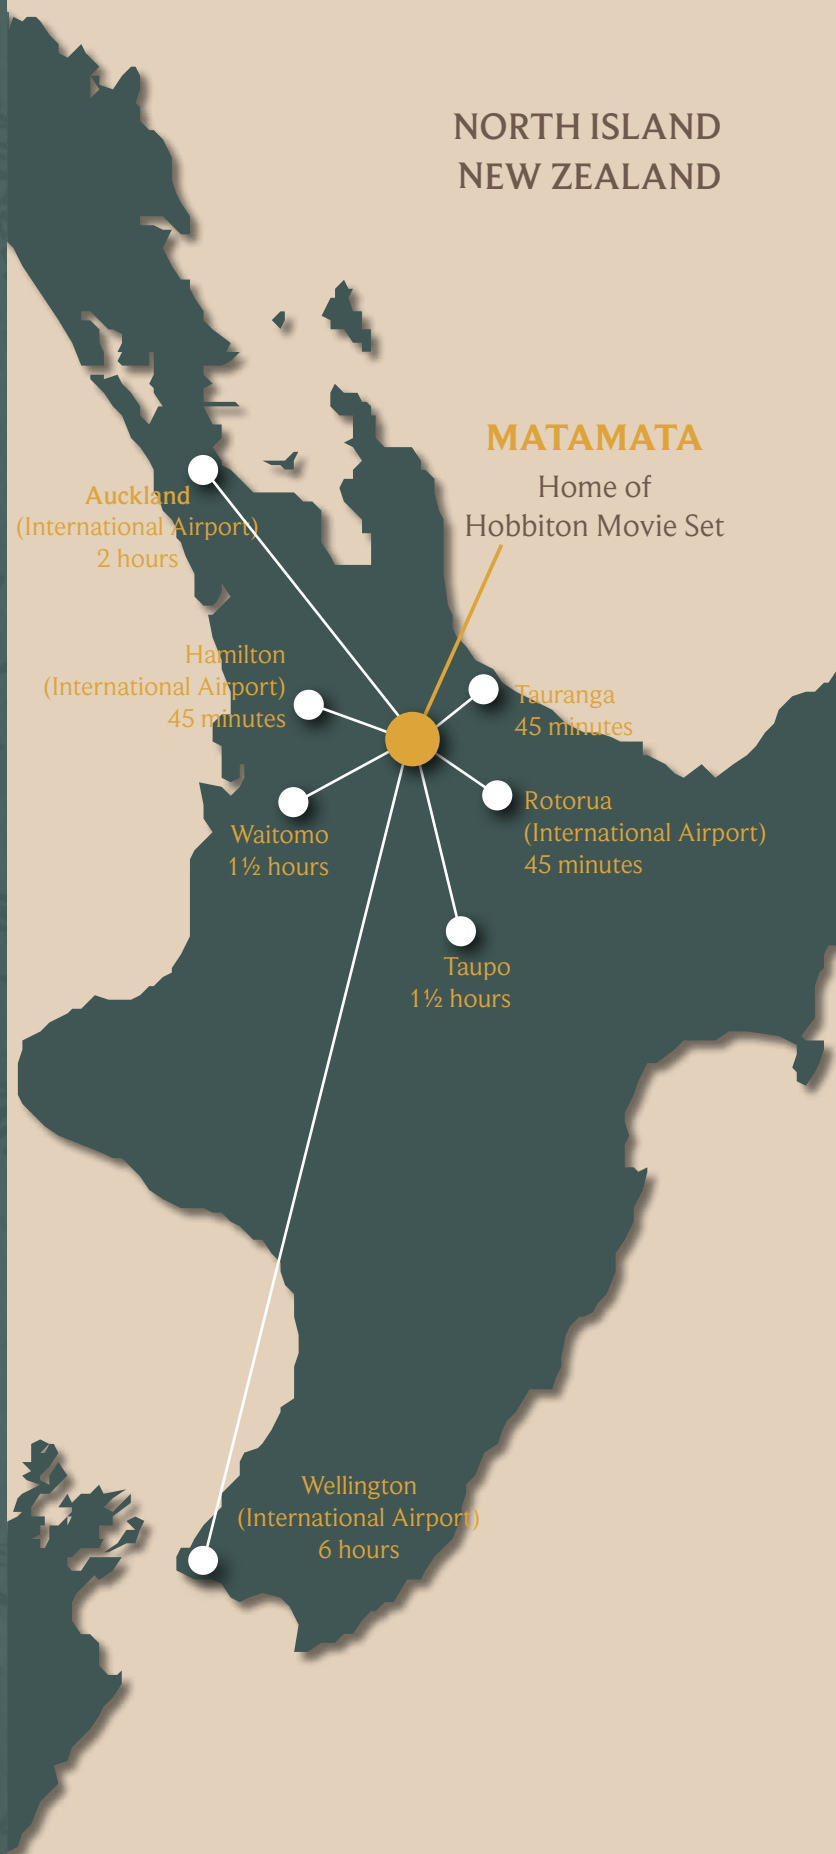 NORTH ISLAND
NEW ZEALAND
MATAMATA
Home of
Hobbiton Movie Set
Auckland
(International Airport)
2 hours
Hamilton
(International Airport)
45 minutes
Tauranga
45 minutes
Waitomo
1½ hours
Rotorua
(International Airport)
45 minutes
Taupo
1½ hours
Wellington
(International Airport)
6 hours